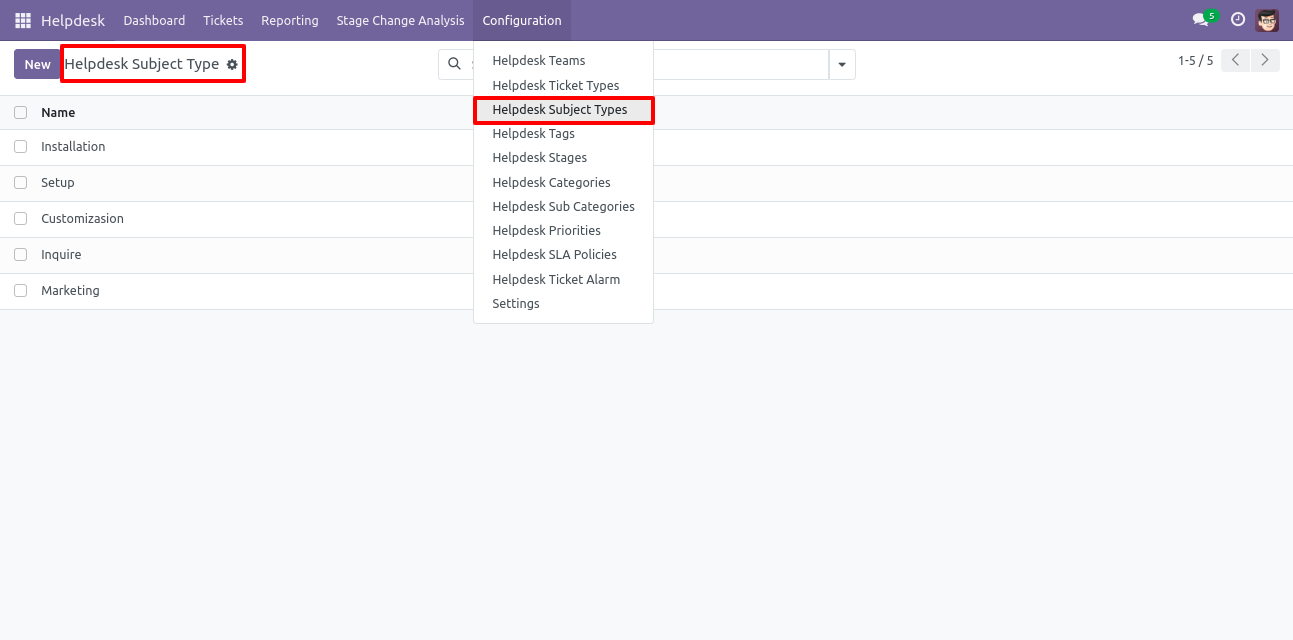 Helpdesk Dashboard Tickets Reporting Stage Change Analysis Configuration 5
New Helpdesk Subject Type 1-5 / 5
Helpdesk Teams
Helpdesk Ticket Types
Helpdesk Subject Types
Helpdesk Tags
Helpdesk Stages
Helpdesk Categories
Helpdesk Sub Categories
Helpdesk Priorities
Helpdesk SLA Policies
Helpdesk Ticket Alarm
Settings
Name
Installation
Setup
Customizasion
Inquire
Marketing